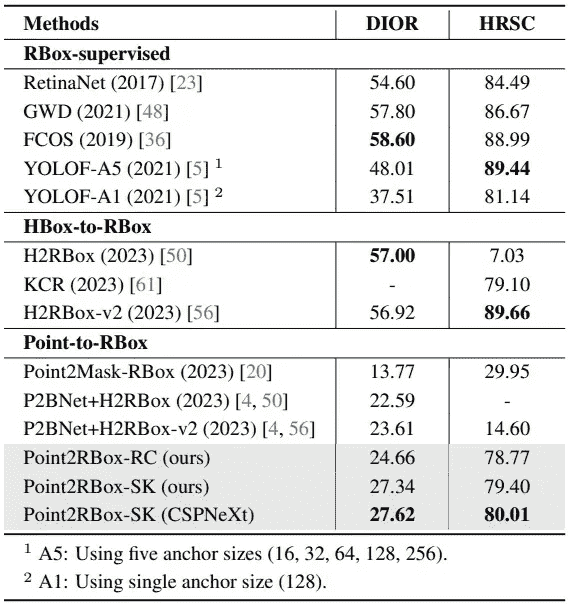 Methods DIOR HRSC
RBox-supervised
RetinaNet (2017) [23] 54.60 84.49
GWD (2021) [48] 57.80 86.67
FCOS (2019) [36] 58.60 88.99
YOLOF-A5 (2021) [5] 1 48.01 89.44
YOLOF-A1 (2021) [5] 2 37.51 81.14
HBox-to-RBox
H2RBox (2023) [50] 57.00 7.03
KCR (2023) [61] - 79.10
H2RBox-v2 (2023) [56] 56.92 89.66
Point-to-RBox
Point2Mask-RBox (2023) [20] 13.77 29.95
P2BNet+H2RBox (2023) [4, 50] 22.59 -
P2BNet+H2RBox-v2 (2023) [4, 56] 23.61 14.60
Point2RBox-RC (ours) 24.66 78.77
Point2RBox-SK (ours) 27.34 79.40
Point2RBox-SK (CSPNeXt) 27.62 80.01
1 A5: Using five anchor sizes (16, 32, 64, 128, 256).
2 A1: Using single anchor size (128).